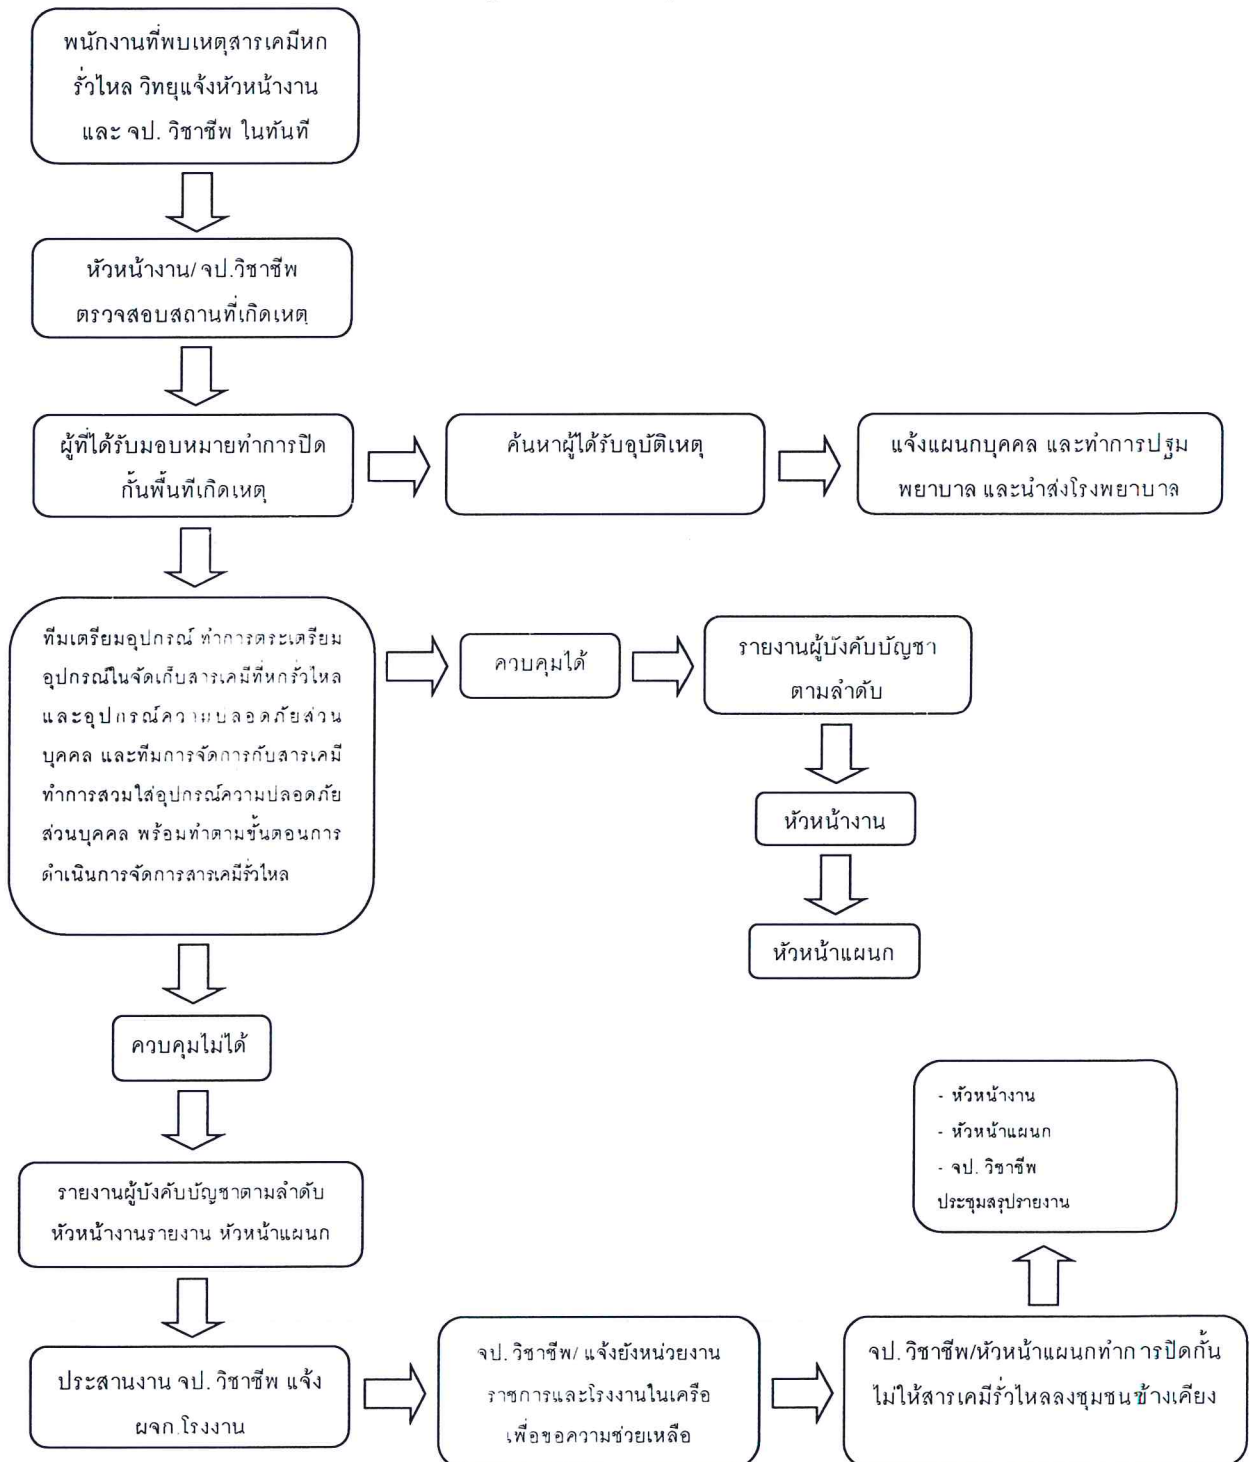 พนักงานที่พบเหตุสารเคมีหก
รั่วไหล วิทยุแจ้งหัวหน้างาน
และ จป. วิชาชีพ ในทันที
หัวหน้างาน/ จป.วิชาชีพ
ตรวจสอบสถานที่เกิดเหตุ
ผู้ที่ได้รับมอบหมายทำการปิด
กั้นพื้นที่เกิดเหตุ
ค้นหาผู้ได้รับอุบัติเหตุ
แจ้งแผนกบุคคล และทำการปฐม
พยาบาล และนำส่งโรงพยาบาล
ทีมเตรียมอุปกรณ์ ทำการตระเตรียม
อุปกรณ์ในจัดเก็บสารเคมีที่หกรั่วไหล
และอุปกรณ์ความปลอดภัยส่วน
บุคคล และทีมการจัดการกับสารเคมี
ทำการสวมใส่อุปกรณ์ความปลอดภัย
ส่วนบุคคล พร้อมทำตามขั้นตอนการ
ดำเนินการจัดการสารเคมีรั่วไหล
ควบคุมได้
รายงานผู้บังคับบัญชา
ตามลำดับ
หัวหน้างาน
หัวหน้าแผนก
ควบคุมไม่ได้
รายงานผู้บังคับบัญชาตามลำดับ
หัวหน้างานรายงาน หัวหน้าแผนก
ประสานงาน จป. วิชาชีพ แจ้ง
ผจก.โรงงาน
จป. วิชาชีพ/ แจ้งยังหน่วยงาน
ราชการและโรงงานในเครือ
เพื่อขอความช่วยเหลือ
จป. วิชาชีพ/หัวหน้าแผนกทำการปิดกั้น
ไม่ให้สารเคมีรั่วไหลลงชุมชนข้างเคียง
- หัวหน้างาน
- หัวหน้าแผนก
- จป. วิชาชีพ
ประชุมสรุปรายงาน